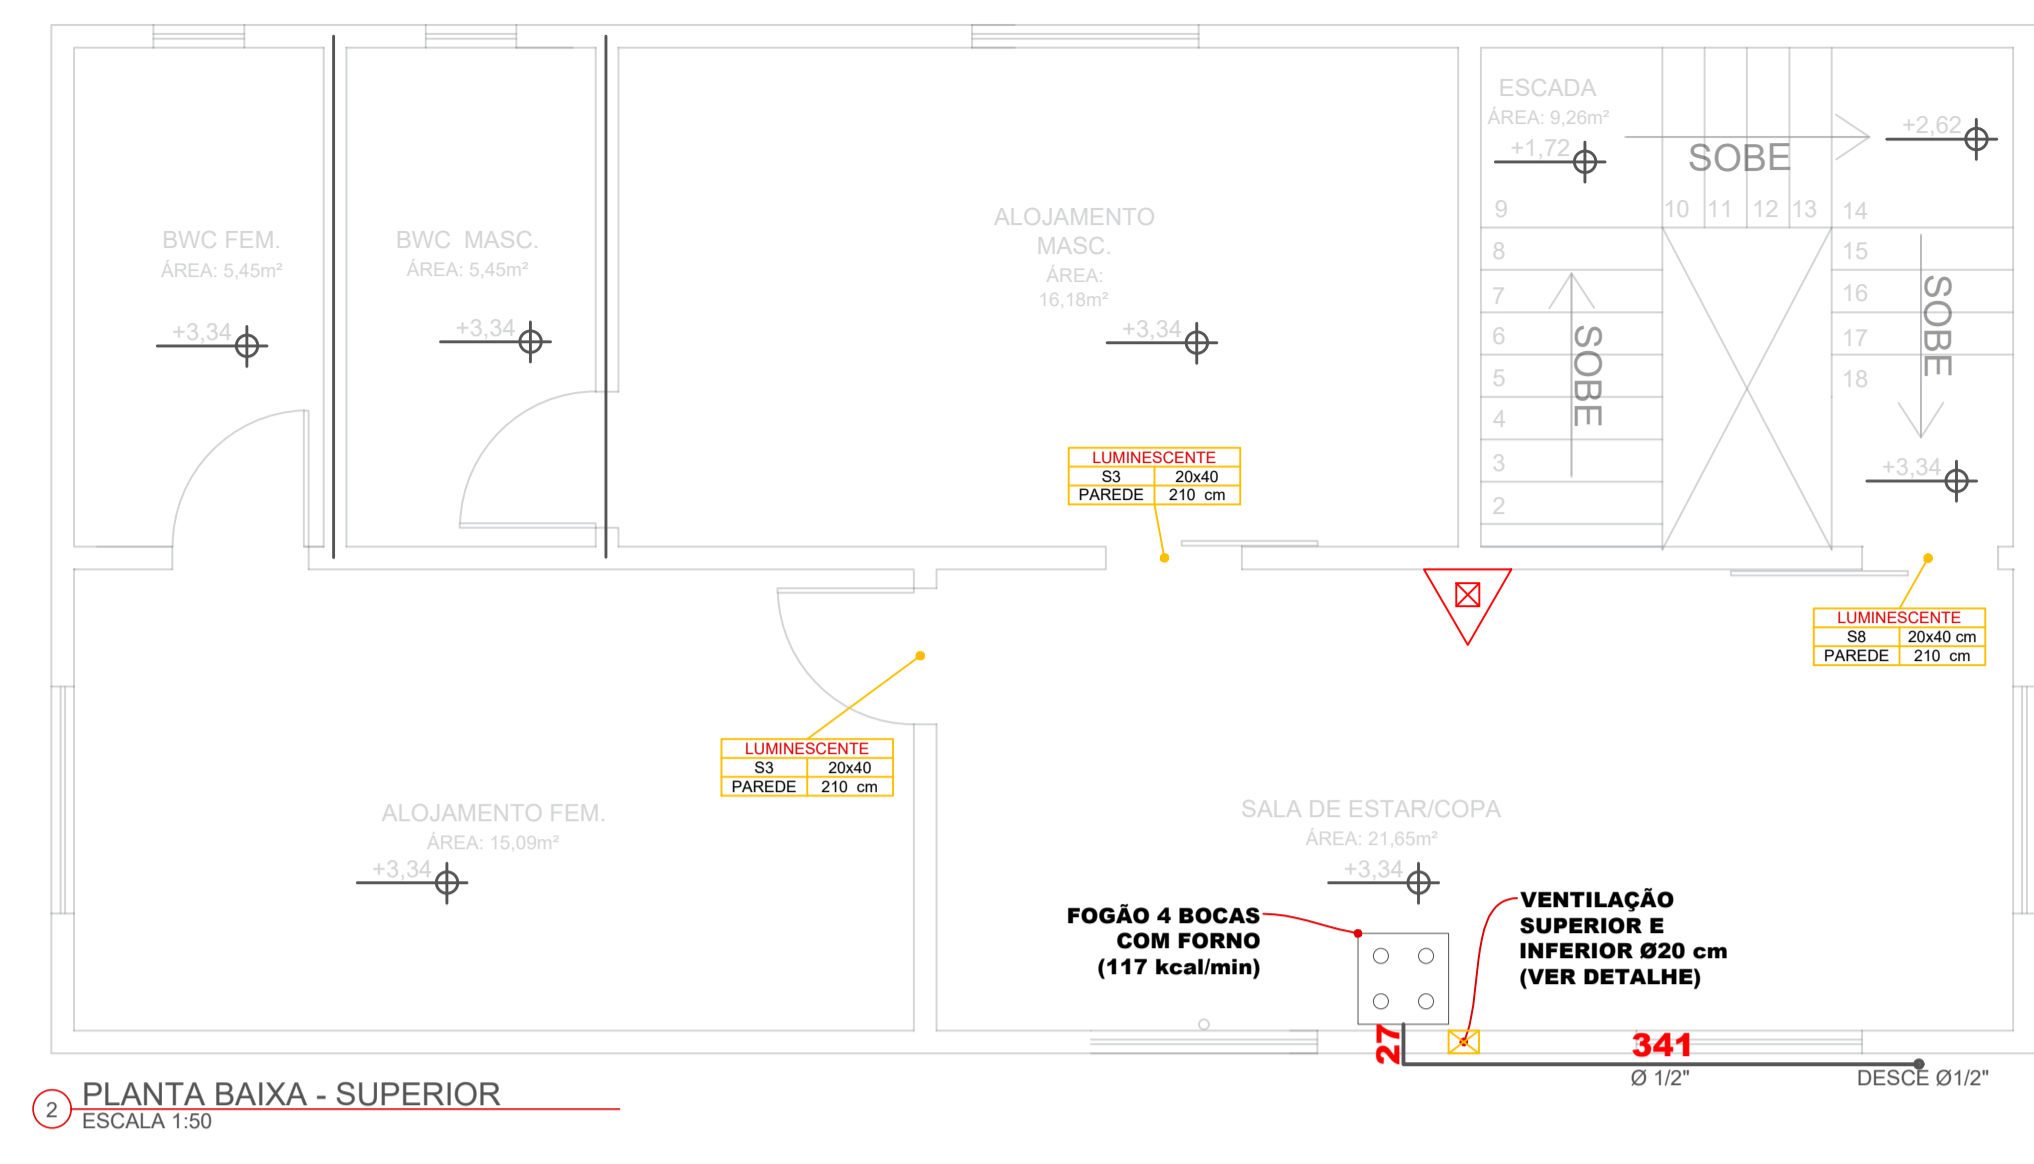 BWC FEM.
ÁREA: 5,45m²
+3,34
BWC MASC.
ÁREA: 5,45m²
+3,34
ALOJAMENTO
MASC.
ÁREA:
16,18m²
+3,34
ESCADA
ÁREA: 9,26m²
+1,72
SOBE
+2,62
9
10
11
12
13
14
8
7
6
5
4
3
2
SOBE
15
16
17
18
SOBE
+3,34
LUMINESCENTE
S3 20x40
PAREDE 210 cm
LUMINESCENTE
S8 20x40 cm
PAREDE 210 cm
LUMINESCENTE
S3 20x40
PAREDE 210 cm
ALOJAMENTO FEM.
ÁREA: 15,09m²
+3,34
SALA DE ESTAR/COPA
ÁREA: 21,65m²
+3,34
FOGÃO 4 BOCAS
COM FORNO
(117 kcal/min)
VENTILAÇÃO
SUPERIOR E
INFERIOR Ø20 cm
(VER DETALHE)
27
341
Ø 1/2"
DESCE Ø1/2"
2
PLANTA BAIXA - SUPERIOR
ESCALA 1:50